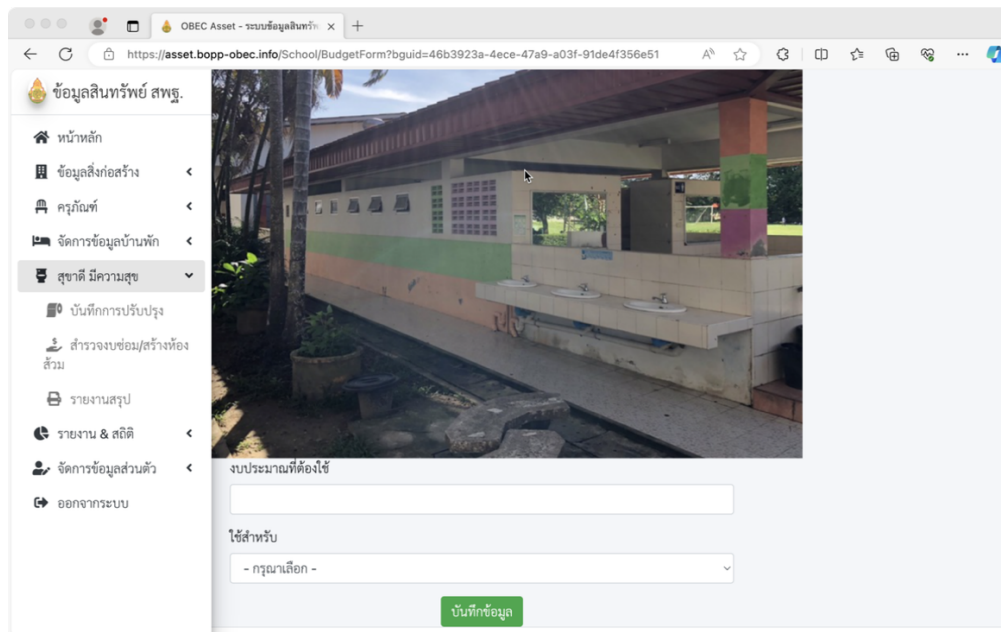 OBEC Asset - ระบบข้อมูลสินทรัพ
https://asset.bopp-obec.info/School/BudgetForm?bguid=46b3923a-4ece-47a9-a03f-91de4f356e51
ข้อมูลสินทรัพย์ สพฐ.
หน้าหลัก
ข้อมูลสิ่งก่อสร้าง
ครุภัณฑ์
จัดการข้อมูลบ้านพัก
สุขาดี มีความสุข
บันทึกการปรับปรุง
สำรวจงบซ่อม/สร้างห้อง
ส้วม
รายงานสรุป
รายงาน & สถิติ
จัดการข้อมูลส่วนตัว
ออกจากระบบ
งบประมาณที่ต้องใช้
ใช้สำหรับ
- กรุณาเลือก -
บันทึกข้อมูล